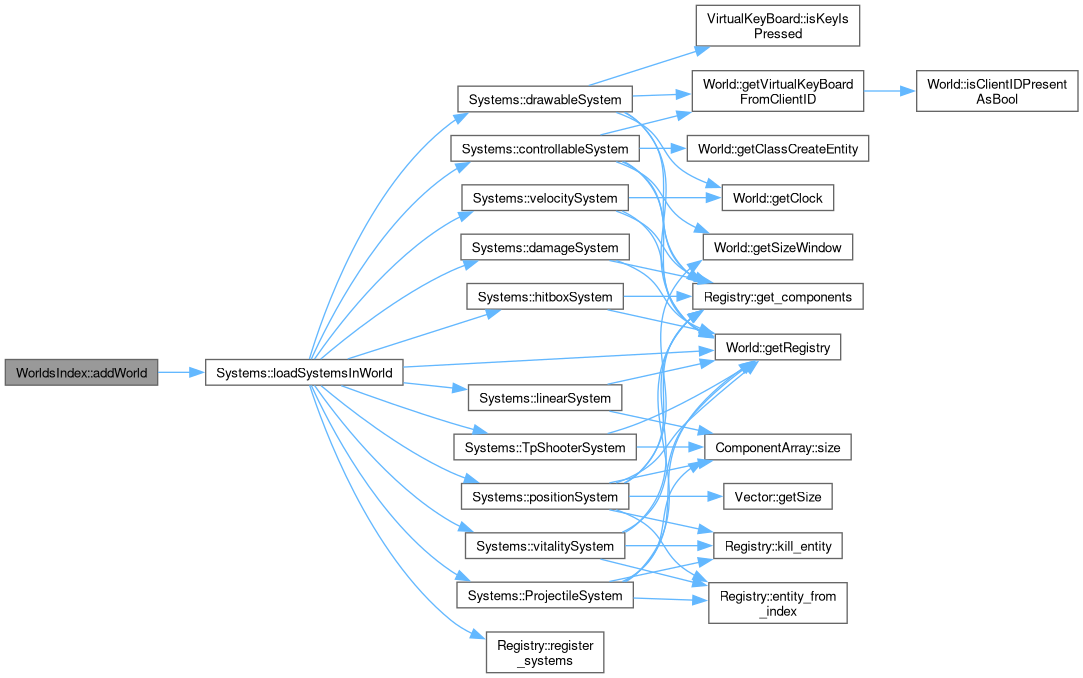 VirtualKeyBoard::isKeyIs
Pressed
World::getVirtualKeyBoard
FromClientID
World::isClientIDPresent
AsBool
Systems::drawableSystem
Systems::controllableSystem
World::getClassCreateEntity
Systems::velocitySystem
World::getClock
Systems::damageSystem
World::getSizeWindow
Systems::hitboxSystem
Registry::get_components
World::getRegistry
WorldsIndex::addWorld
Systems::loadSystemsInWorld
Systems::linearSystem
Systems::TpShooterSystem
ComponentArray::size
Systems::positionSystem
Vector::getSize
Systems::vitalitySystem
Registry::kill_entity
Systems::ProjectileSystem
Registry::entity_from
_index
Registry::register
_systems